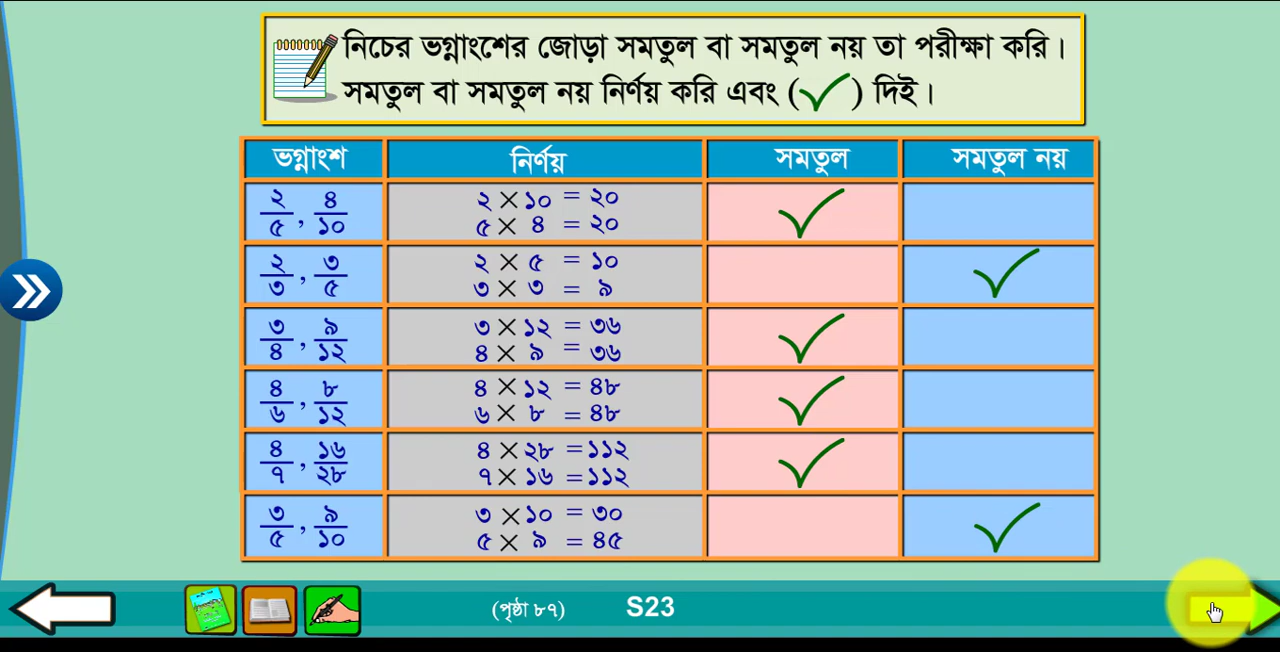 নিচের ভগ্নাংশের জোড়া সমতুল বা সমতুল নয় তা পরীক্ষা করি।
সমতুল বা সমতুল নয় নির্ণয় করি এবং (✓) দিই।
ভগ্নাংশ নির্ণয় সমতুল সমতুল নয়
২/৫, ৪/১০ ২ × ১০ = ২০ ✓
৫ × ৪ = ২০
২/৩, ৩/৫ ২ × ৫ = ১০ ✓
৩ × ৩ = ৯
৩/৪, ৯/১২ ৩ × ১২ = ৩৬ ✓
৪ × ৯ = ৩৬
৪/৬, ৮/১২ ৪ × ১২ = ৪৮ ✓
৬ × ৮ = ৪৮
৪/৭, ১৬/২৮ ৪ × ২৮ = ১১২ ✓
৭ × ১৬ = ১১২
৩/৫, ৯/১০ ৩ × ১০ = ৩০ ✓
৫ × ৯ = ৪৫
(পৃষ্ঠা ৮৭) S23